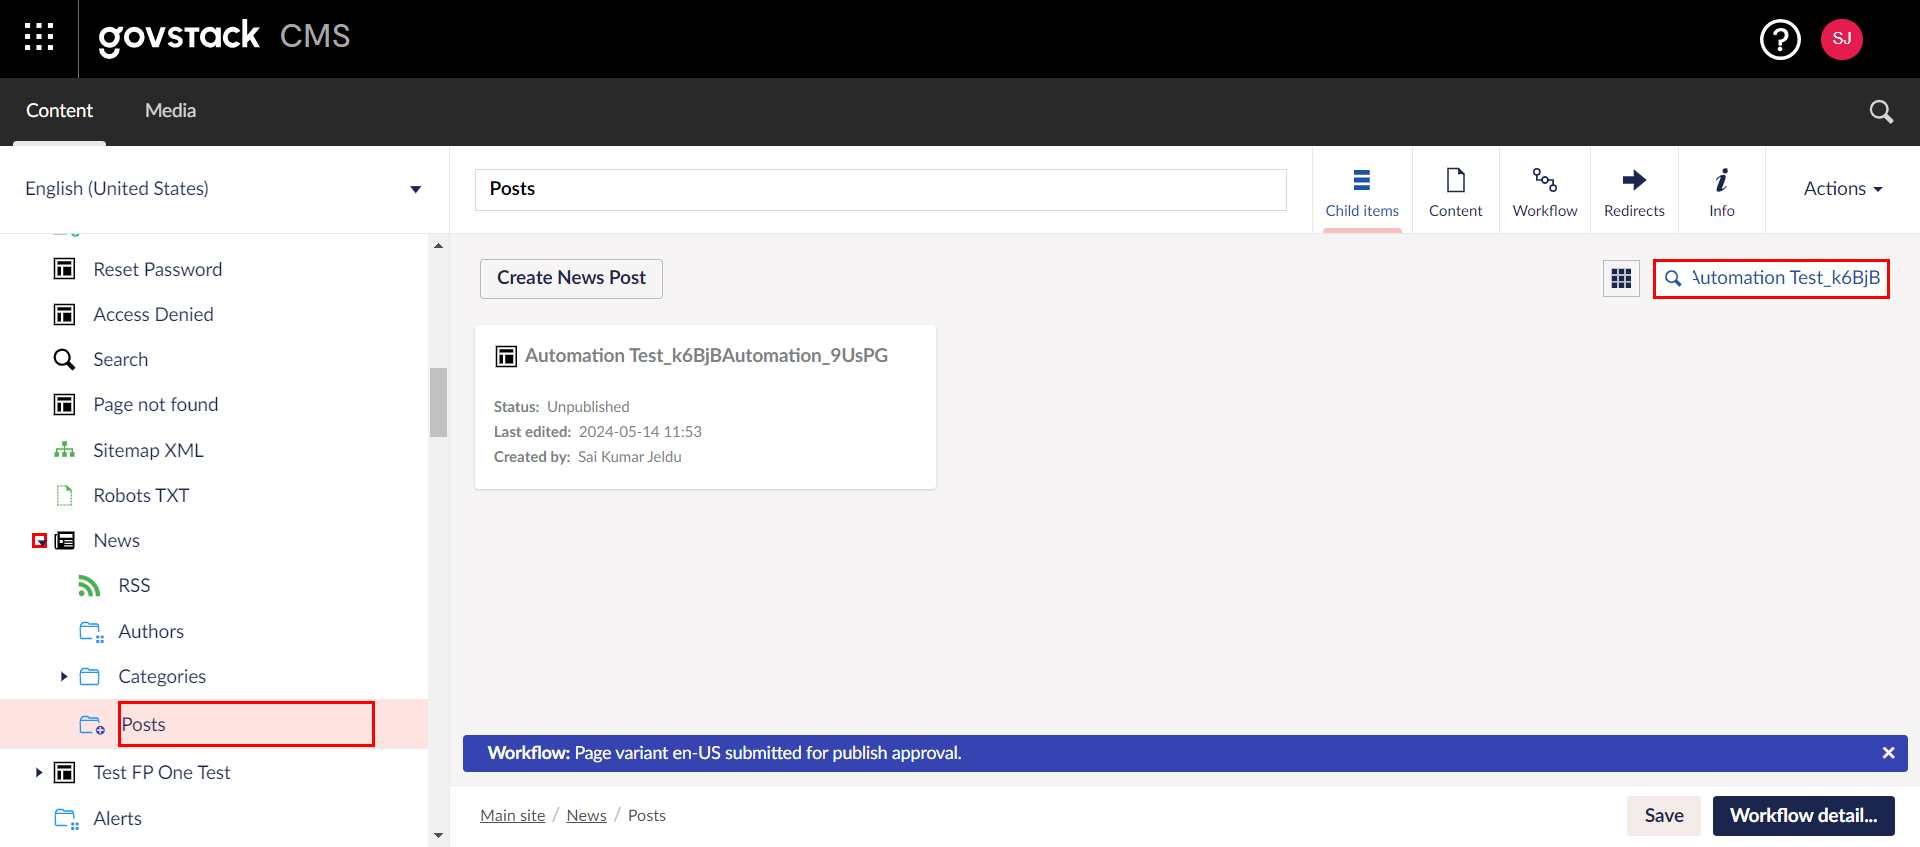 govstack CMS
?
SJ
Content
Media
English (United States)
Reset Password
Access Denied
Search
Page not found
Sitemap XML
Robots TXT
News
RSS
Authors
Categories
Posts
Test FP One Test
Alerts
Posts
Child items
Content
Workflow
Redirects
Info
Actions
Create News Post
Automation Test_k6BjB
Automation Test_k6BjBAutomation_9UsPG
Status: Unpublished
Last edited: 2024-05-14 11:53
Created by: Sai Kumar Jeldu
Workflow: Page variant en-US submitted for publish approval.
Main site / News / Posts
Save
Workflow detail...